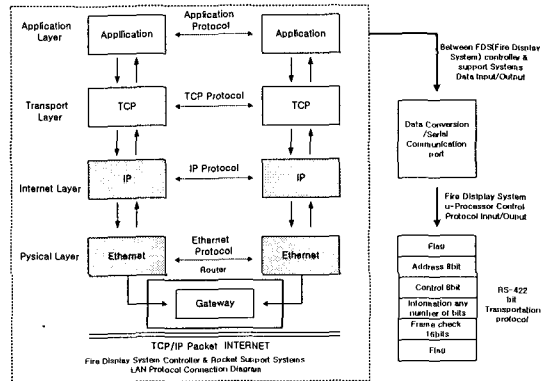 Application
Layer
Application
Application
Protocol
Application
Transport
Layer
TCP
TCP Protocol
TCP
Internet Layer
IP
IP Protocol
IP
Pysical Layer
Ethernet
Ethernet
Protocol
Router
Ethernet
Gateway
TCP/IP Packet INTERNET
Fire Display System Controller & Rocket Support Systems
LAN Protocol Connection Diagram
Between FDS(Fire Display
System) controller &
support Systems
Data Input/Output
Data Conversion
/Serial
Communication
port
Fire Display System
u-Processor Control
Protocol Input/Output
Flag
Address 8bit
Control 8bit
Information any
number of bits
Frame check
16bits
Flag
RS-422
bit
Transportation
protocol